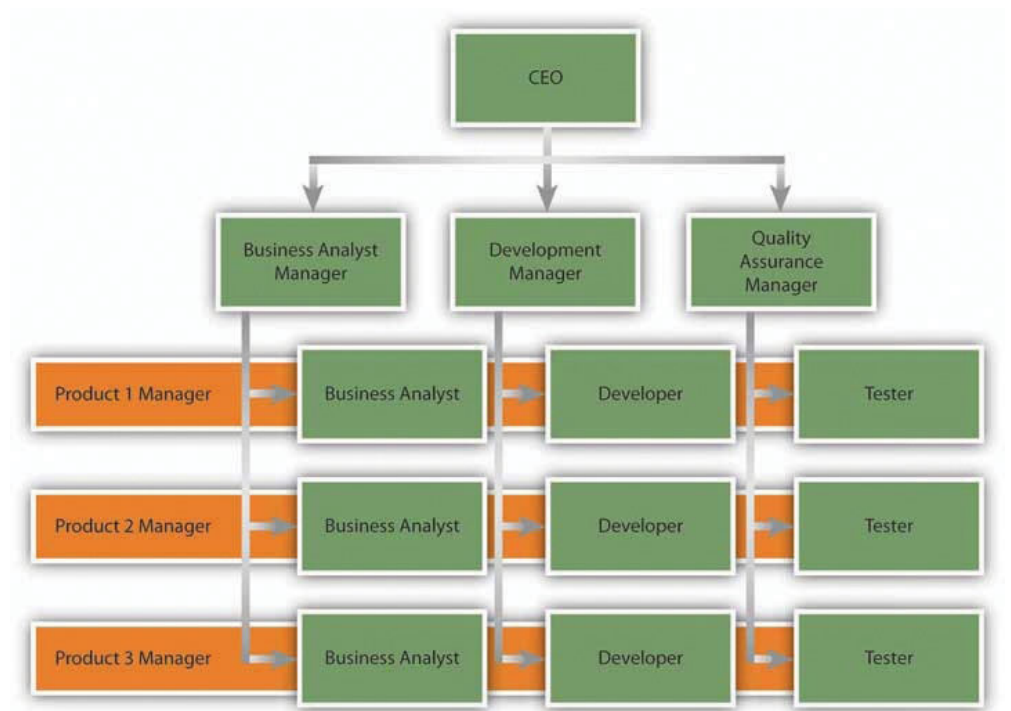 CEO
Business Analyst
Manager
Development
Manager
Quality
Assurance
Manager
Product 1 Manager
Business Analyst
Developer
Tester
Product 2 Manager
Business Analyst
Developer
Tester
Product 3 Manager
Business Analyst
Developer
Tester